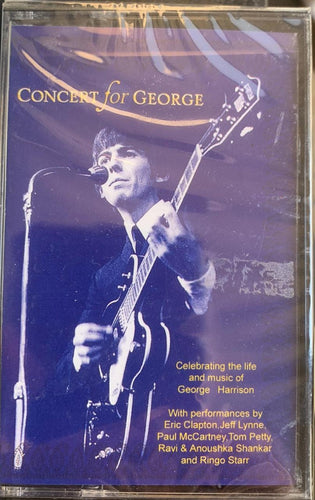 CONCERT for GEORGE
Celebrating the life
and music of
George Harrison
With performances by
Eric Clapton,Jeff Lynne,
Paul McCartney,Tom Petty,
Ravi & Anoushka Shankar
and Ringo Starr